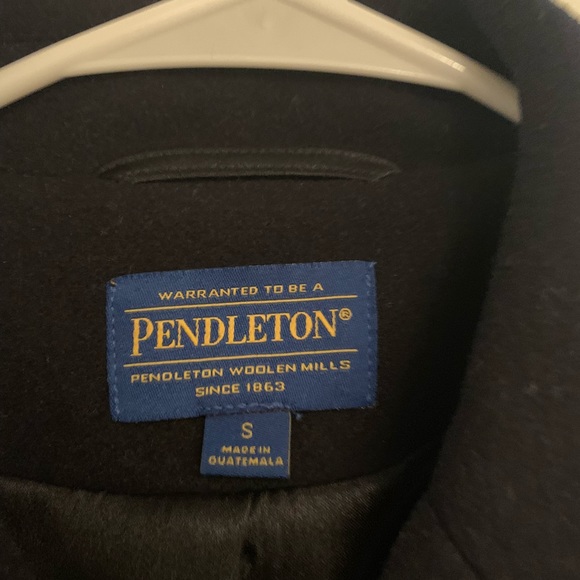 WARRANTED TO BE A
PENDLETON®
PENDLETON WOOLEN MILLS
SINCE 1863
S
MADE IN
GUATEMALA